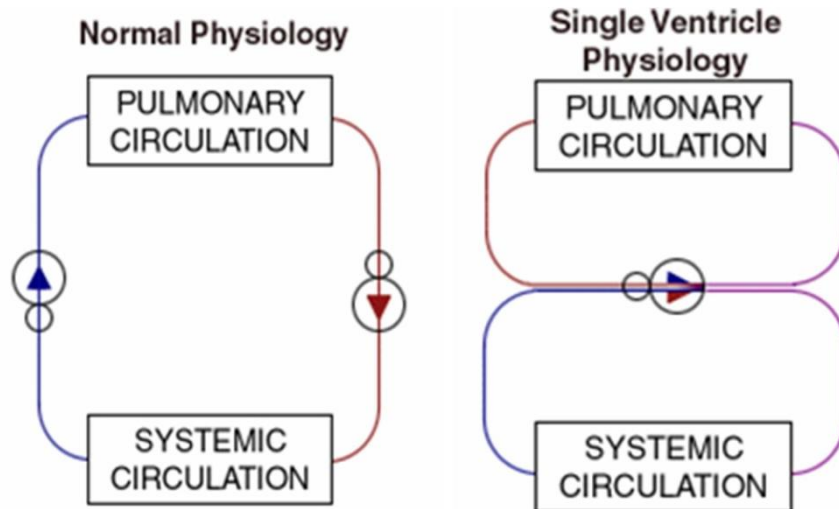 Normal Physiology
PULMONARY
CIRCULATION
SYSTEMIC
CIRCULATION
Single Ventricle
Physiology
PULMONARY
CIRCULATION
SYSTEMIC
CIRCULATION